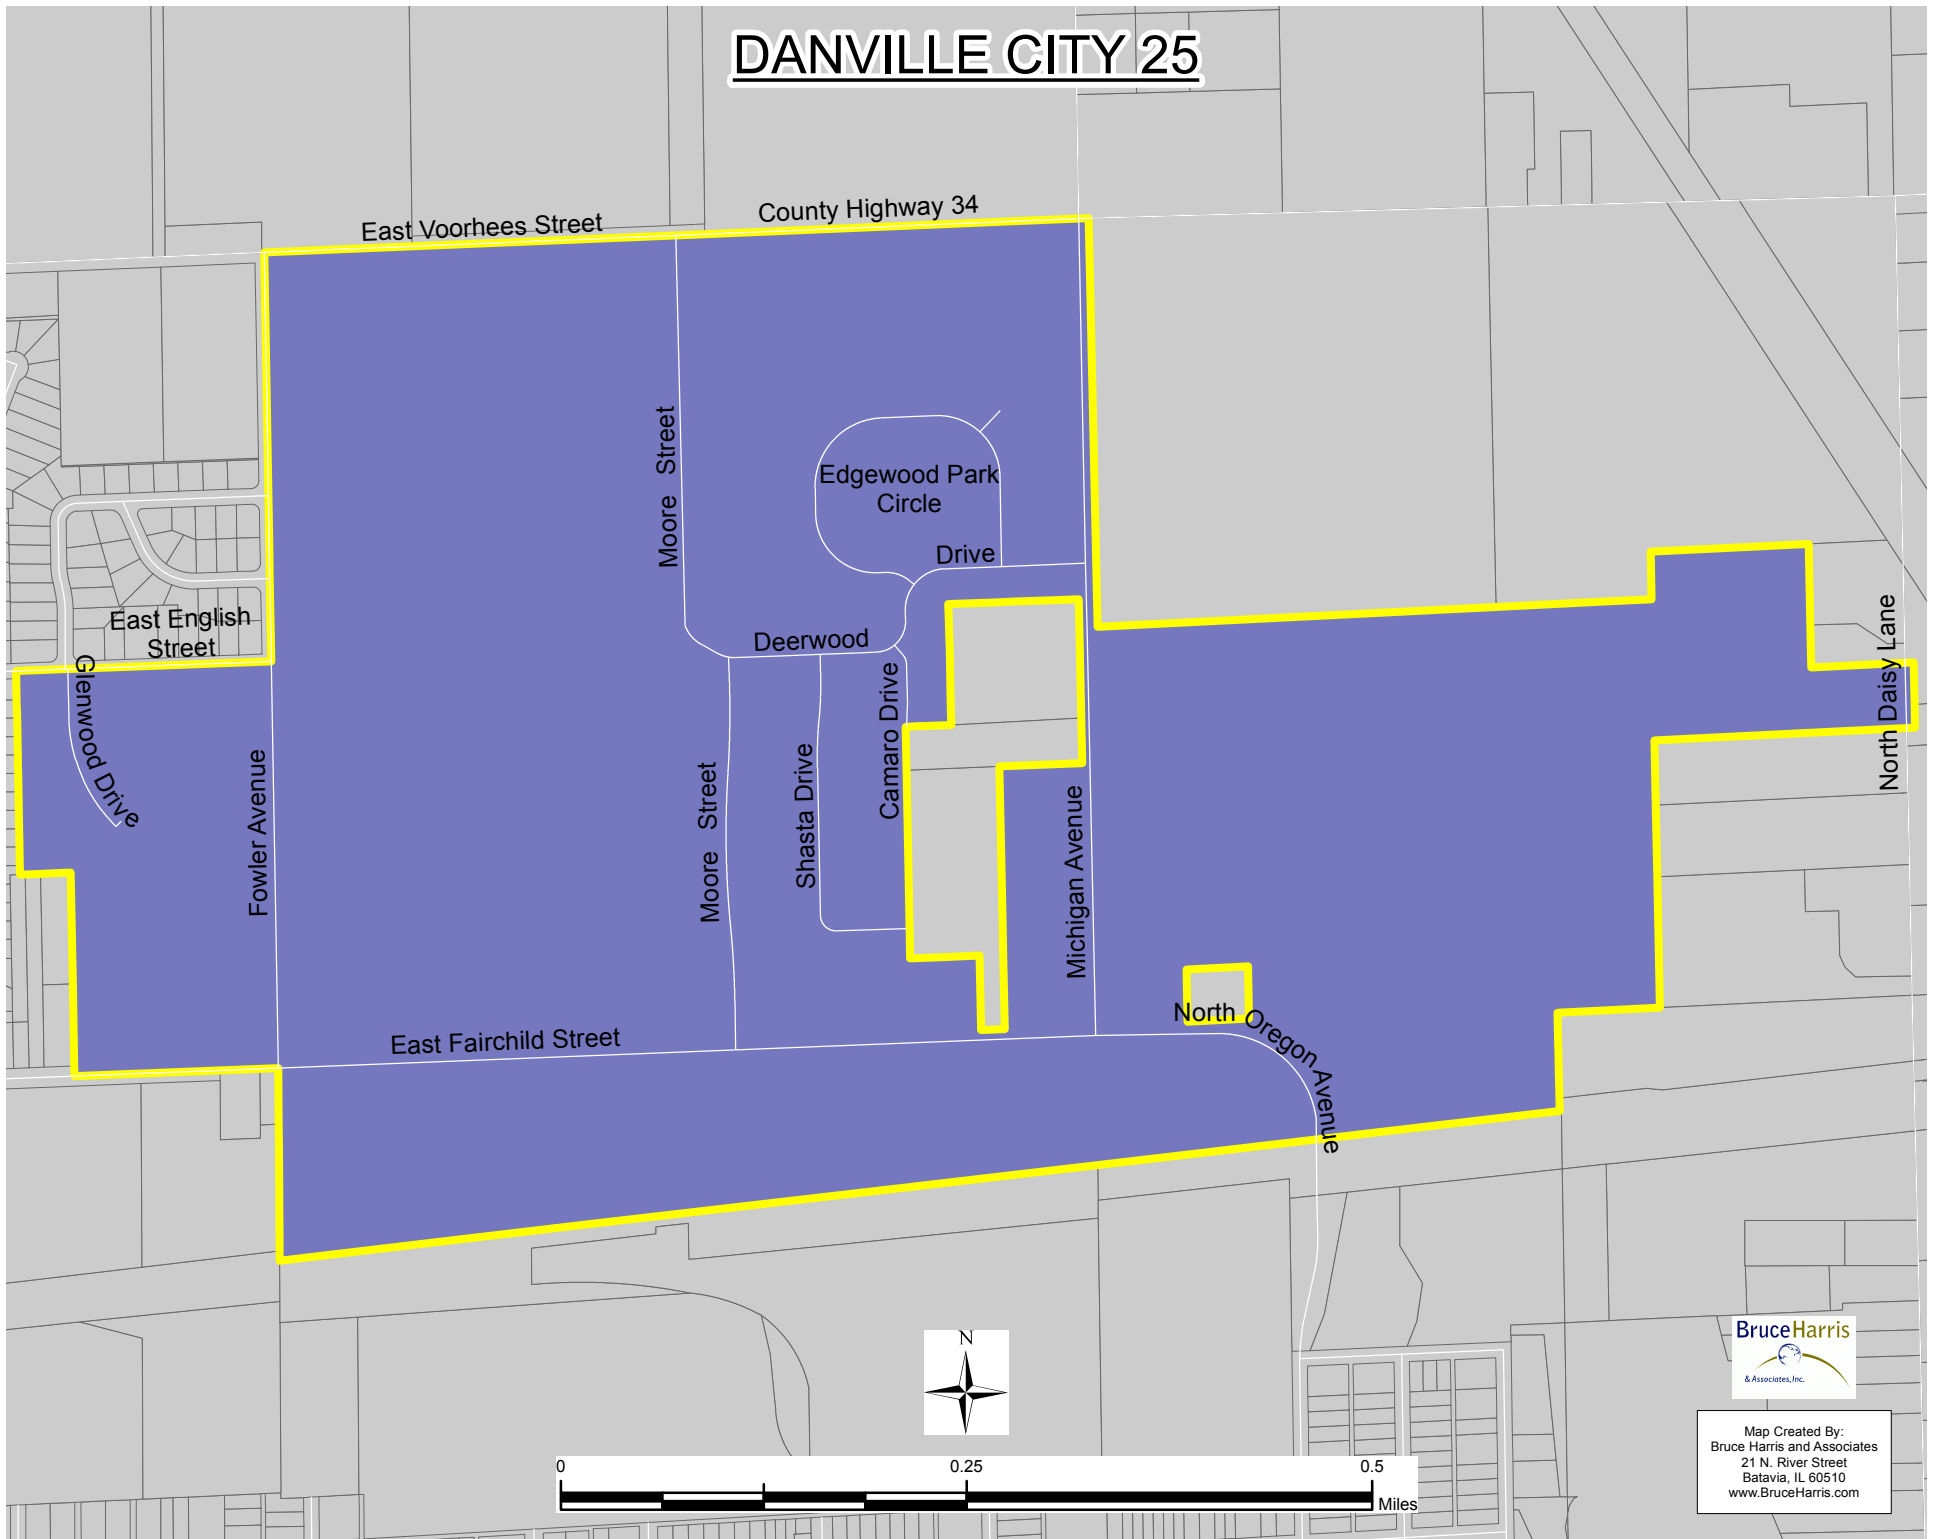 DANVILLE CITY 25
East Voorhees Street
County Highway 34
Moore Street
Edgewood Park
Circle
Drive
East English
Street
Deerwood
Glenwood Drive
Fowler Avenue
Moore Street
Shasta Drive
Camaro Drive
Michigan Avenue
North Daisy Lane
North Oregon Avenue
East Fairchild Street
N
BruceHarris
& Associates, Inc.
Map Created By:
Bruce Harris and Associates
21 N. River Street
Batavia, IL 60510
www.BruceHarris.com
0 0.25 0.5
Miles